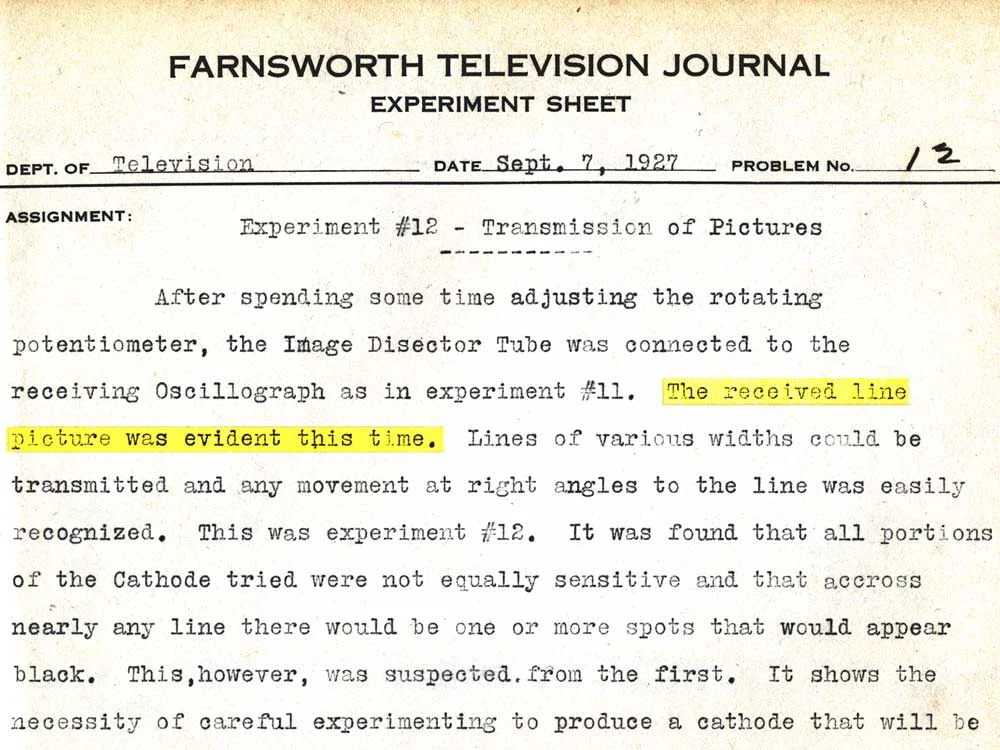 FARNSWORTH TELEVISION JOURNAL
EXPERIMENT SHEET
DEPT. OF Television DATE Sept. 7, 1927 PROBLEM No. 12
ASSIGNMENT:
Experiment #12 - Transmission of Pictures
After spending some time adjusting the rotating
potentiometer, the Image Disector Tube was connected to the
receiving Oscillograph as in experiment #11. The received line
picture was evident this time. Lines of various widths could be
transmitted and any movement at right angles to the line was easily
recognized. This was experiment #12. It was found that all portions
of the Cathode tried were not equally sensitive and that accross
nearly any line there would be one or more spots that would appear
black. This,however, was suspected.from the first. It shows the
necessity of careful experimenting to produce a cathode that will be